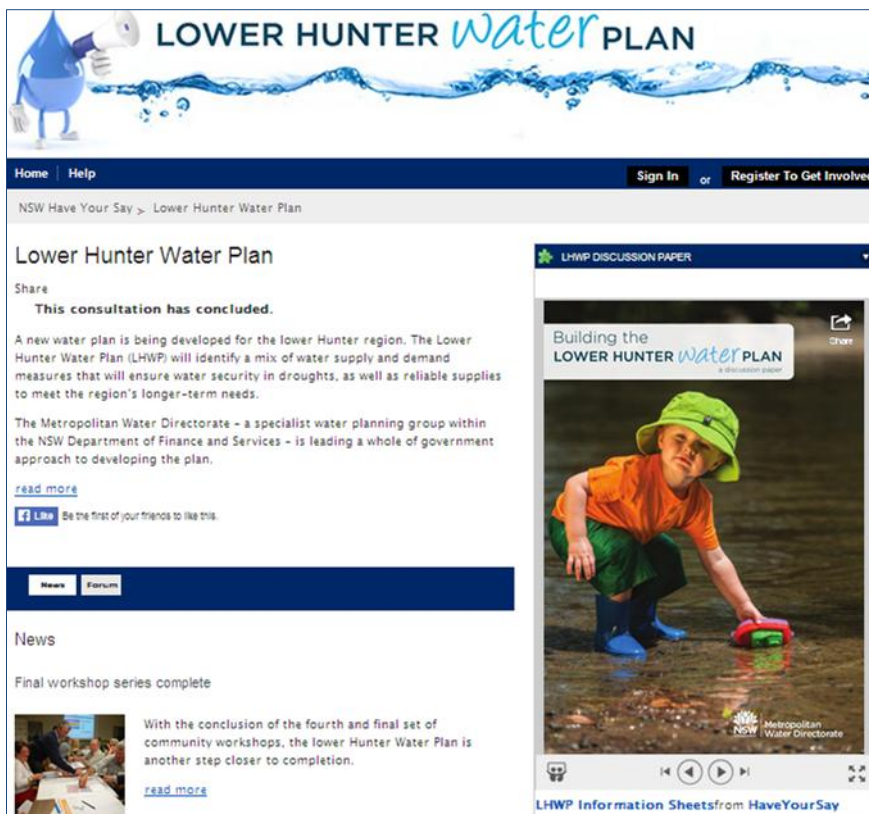 LOWER HUNTER water PLAN
Home | Help
Sign In or Register To Get Involve
NSW Have Your Say > Lower Hunter Water Plan
Lower Hunter Water Plan
Share
This consultation has concluded.
A new water plan is being developed for the lower Hunter region. The Lower
Hunter Water Plan (LHWP) will identify a mix of water supply and demand
measures that will ensure water security in droughts, as well as reliable supplies
to meet the region's longer-term needs.
The Metropolitan Water Directorate – a specialist water planning group within
the NSW Department of Finance and Services – is leading a whole of government
approach to developing the plan.
read more
Like Be the first of your friends to like this.
News Forum
News
Final workshop series complete
With the conclusion of the fourth and final set of
community workshops, the lower Hunter Water Plan is
another step closer to completion.
read more
LHWP DISCUSSION PAPER
Share
Building the
LOWER HUNTER water PLAN
a discussion paper
NSW
Metropolitan
Water Directorate
LHWP Information Sheetsfrom HaveYourSay